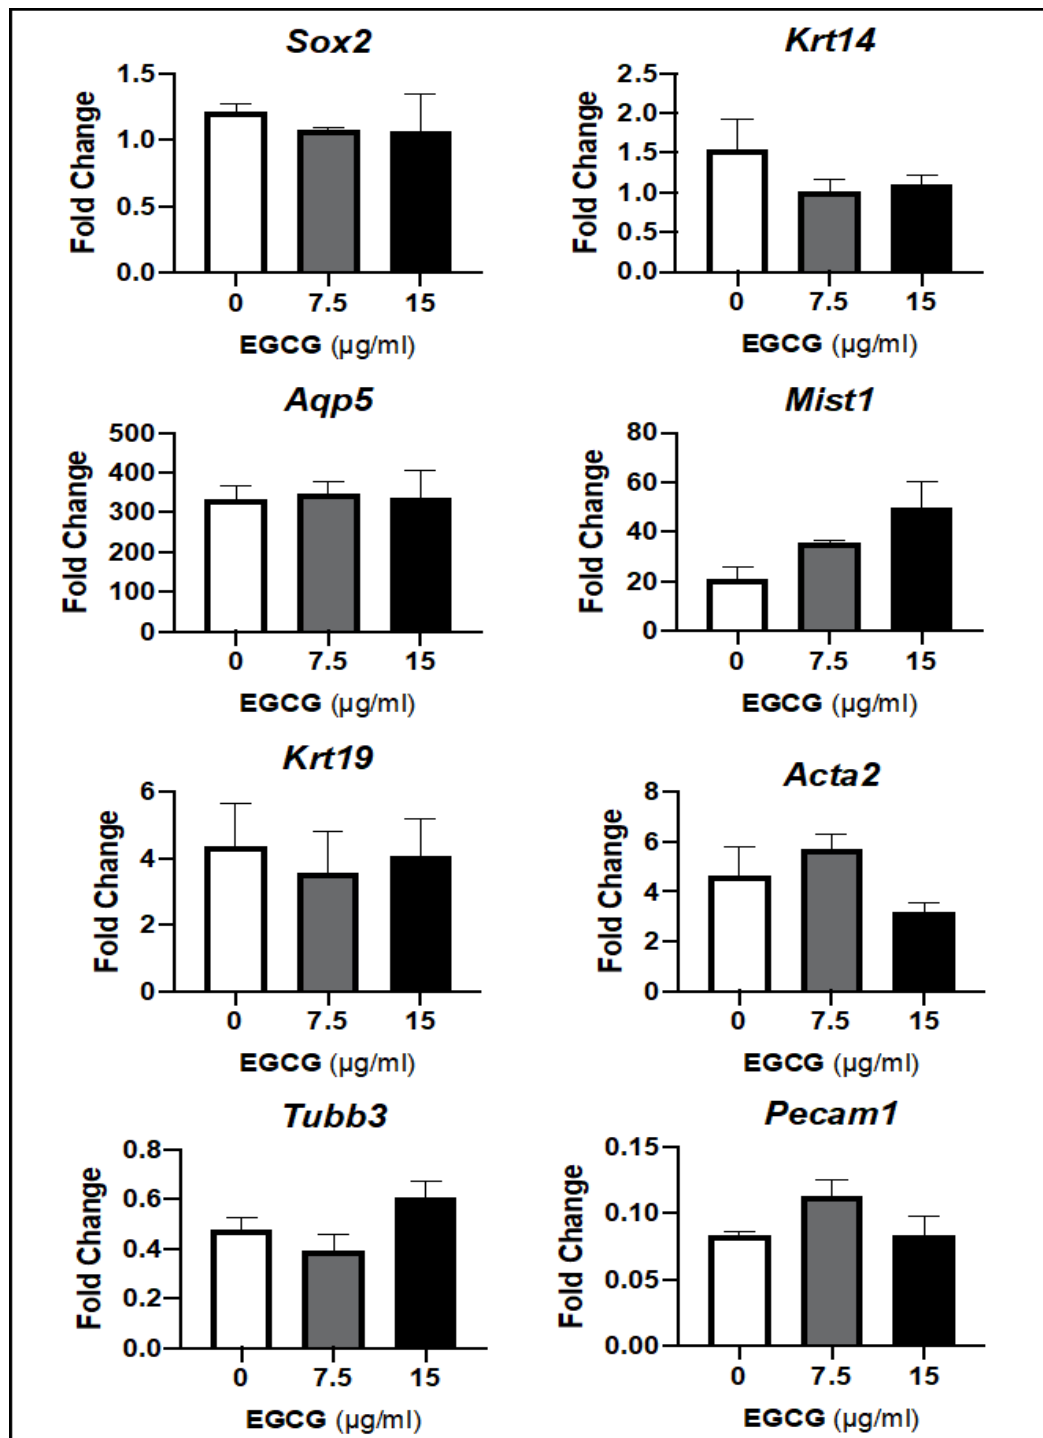 Sox2
Fold Change
1.5
1.0
0.5
0.0
0 7.5 15
EGCG (µg/ml)
Krt14
Fold Change
2.5
2.0
1.5
1.0
0.5
0.0
0 7.5 15
EGCG (µg/ml)
Aqp5
Fold Change
500
400
300
200
100
0
0 7.5 15
EGCG (µg/ml)
Mist1
Fold Change
80
60
40
20
0
0 7.5 15
EGCG (µg/ml)
Krt19
Fold Change
6
4
2
0
0 7.5 15
EGCG (µg/ml)
Acta2
Fold Change
8
6
4
2
0
0 7.5 15
EGCG (µg/ml)
Tubb3
Fold Change
0.8
0.6
0.4
0.2
0.0
0 7.5 15
EGCG (µg/ml)
Pecam1
Fold Change
0.15
0.10
0.05
0.00
0 7.5 15
EGCG (µg/ml)